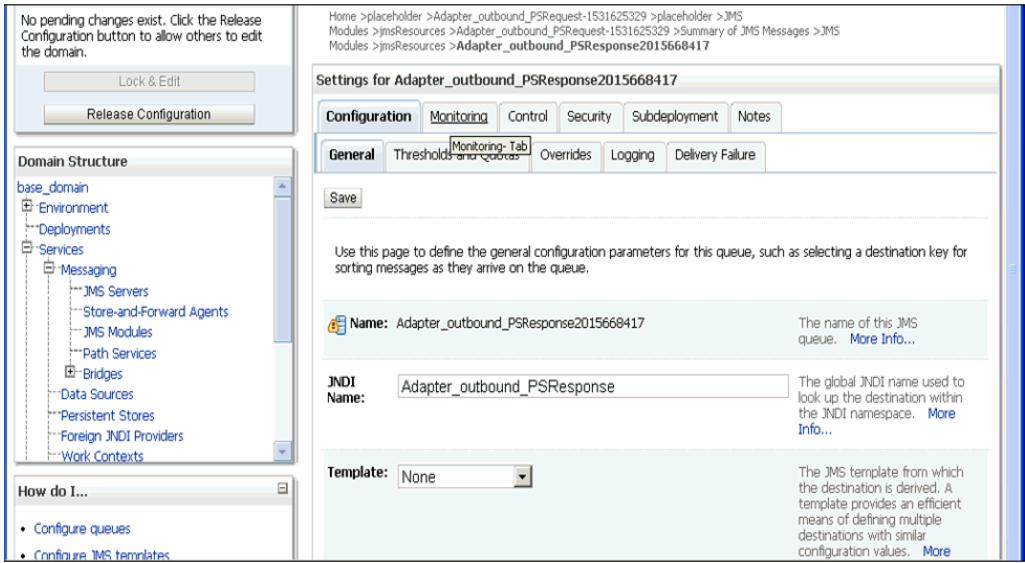 No pending changes exist. Click the Release
Configuration button to allow others to edit
the domain.
Lock & Edit
Release Configuration
Domain Structure
base_domain
Environment
Deployments
Services
Messaging
JMS Servers
Store-and-Forward Agents
JMS Modules
Path Services
Bridges
Data Sources
Persistent Stores
Foreign JNDI Providers
Work Contexts
How do I...
Configure queues
Configure JMS templates
Home >placeholder >Adapter_outbound_PSRequest-1531625329 >placeholder >JMS
Modules >jmsResources >Adapter_outbound_PSRequest-1531625329 >Summary of JMS Messages >JMS
Modules >jmsResources >Adapter_outbound_PSResponse2015668417
Settings for Adapter_outbound_PSResponse2015668417
Configuration Monitoring Control Security Subdeployment Notes
Monitoring- Tab
General Thresholds and Quotas Overrides Logging Delivery Failure
Save
Use this page to define the general configuration parameters for this queue, such as selecting a destination key for
sorting messages as they arrive on the queue.
Name: Adapter_outbound_PSResponse2015668417
The name of this JMS
queue. More Info...
JNDI
Name:
Adapter_outbound_PSResponse
The global JNDI name used to
look up the destination within
the JNDI namespace. More
Info...
Template:
None
The JMS template from which
the destination is derived. A
template provides an efficient
means of defining multiple
destinations with similar
configuration values. More